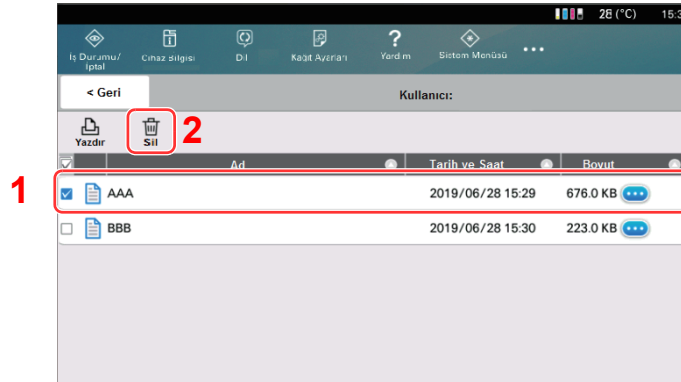 28 (°C) 15:3
İş Durumu/
İptal
Cihaz Bilgisi
Dil
Kağıt Ayarları
Yardım
Sistem Menüsü
< Geri
Kullanıcı:
Yazdır
Sil
2
Ad Tarih ve Saat Boyut
1
AAA 2019/06/28 15:29 676.0 KB
BBB 2019/06/28 15:30 223.0 KB